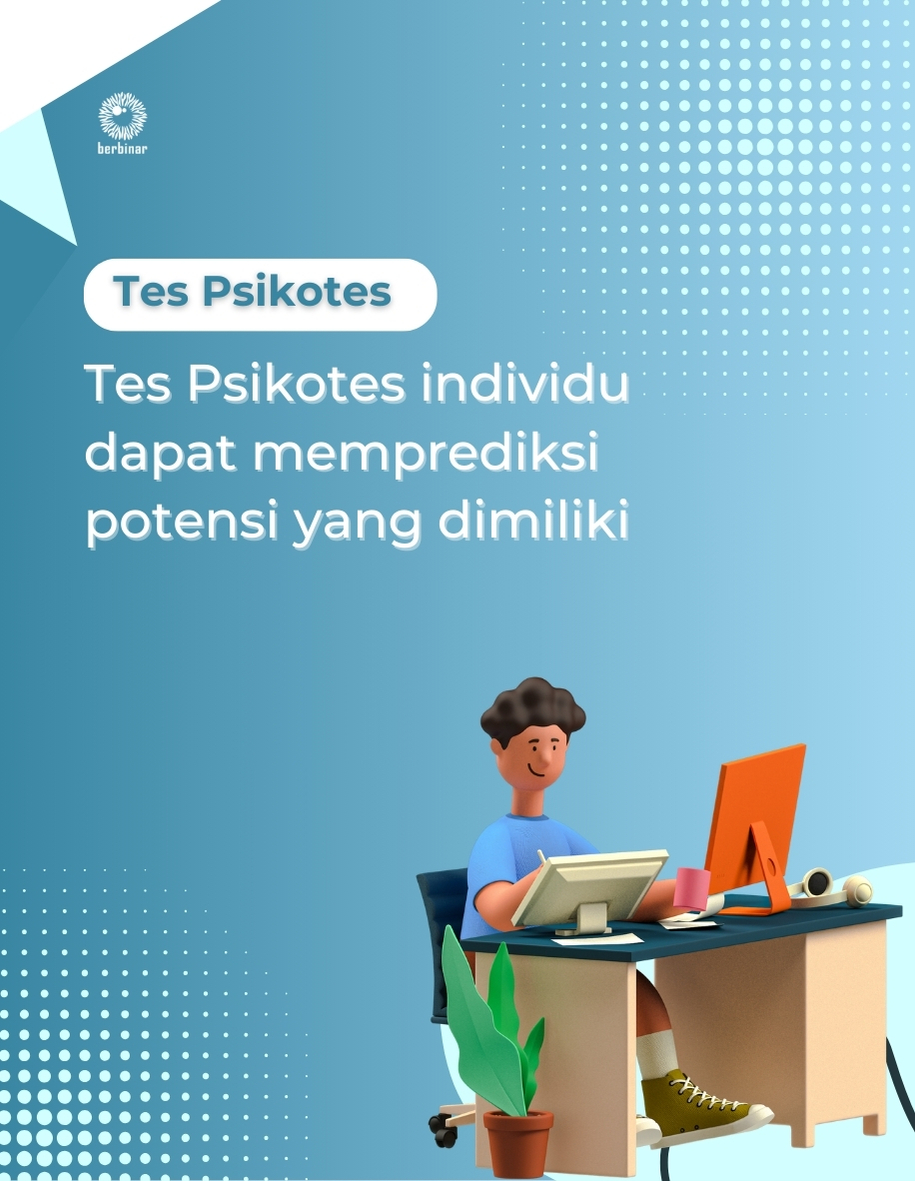 berbinar
Tes Psikotes
Tes Psikotes individu
dapat memprediksi
potensi yang dimiliki